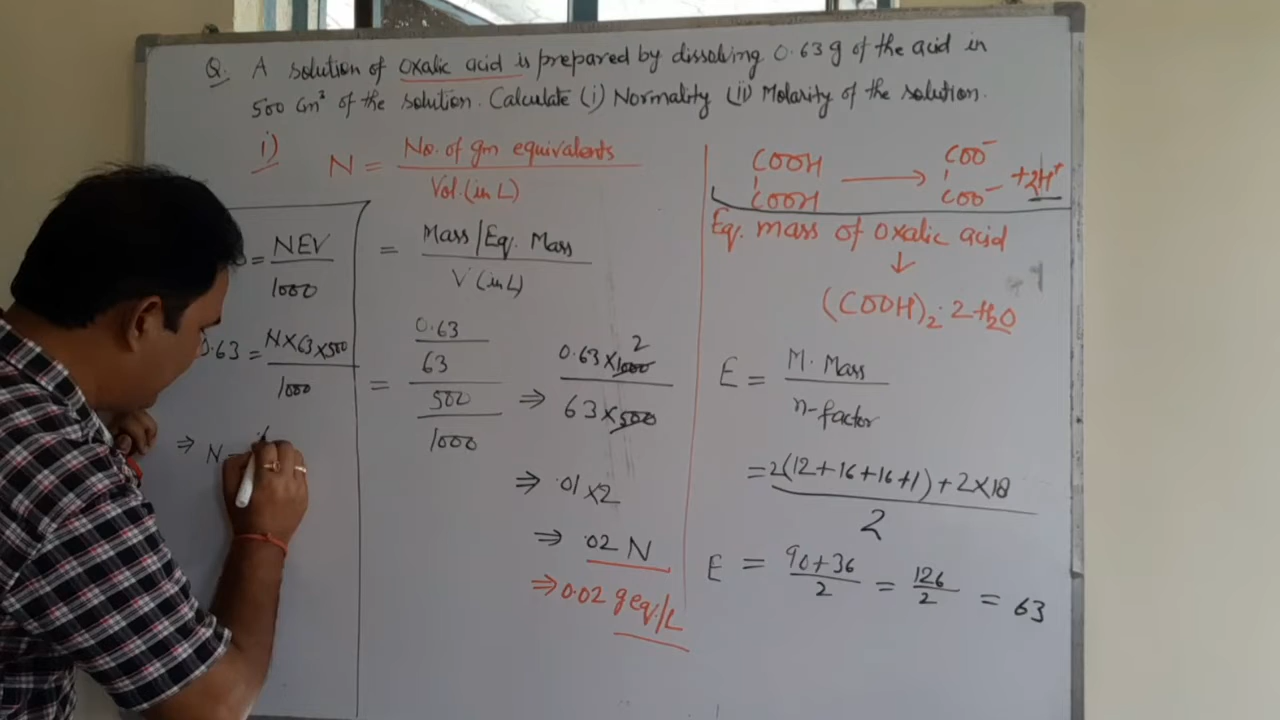 Q. A solution of oxalic acid is prepared by dissolving 0.63 g of the acid in
500 cm³ of the solution. Calculate (i) Normality (ii) Molarity of the solution.
i) N = No. of gm equivalents
Vol. (in L)
= Mass/Eq. Mass
V (in L)
= 0.63
63
500
1000
⇒ 0.63 × 1000 2
63 × 500
⇒ .01 × 2
⇒ .02 N
⇒ 0.02 g eq./L
= NEV
1000
0.63 = N × 63 × 500
1000
⇒ N =
COOH
COOH
⟶
COO⁻
COO⁻
+2H⁺
Eq. mass of oxalic acid
↓
(COOH)₂·2H₂O
E = M. Mass
n-factor
= 2(12+16+16+1) + 2×18
2
E = 90+36
2
= 126
2
= 63